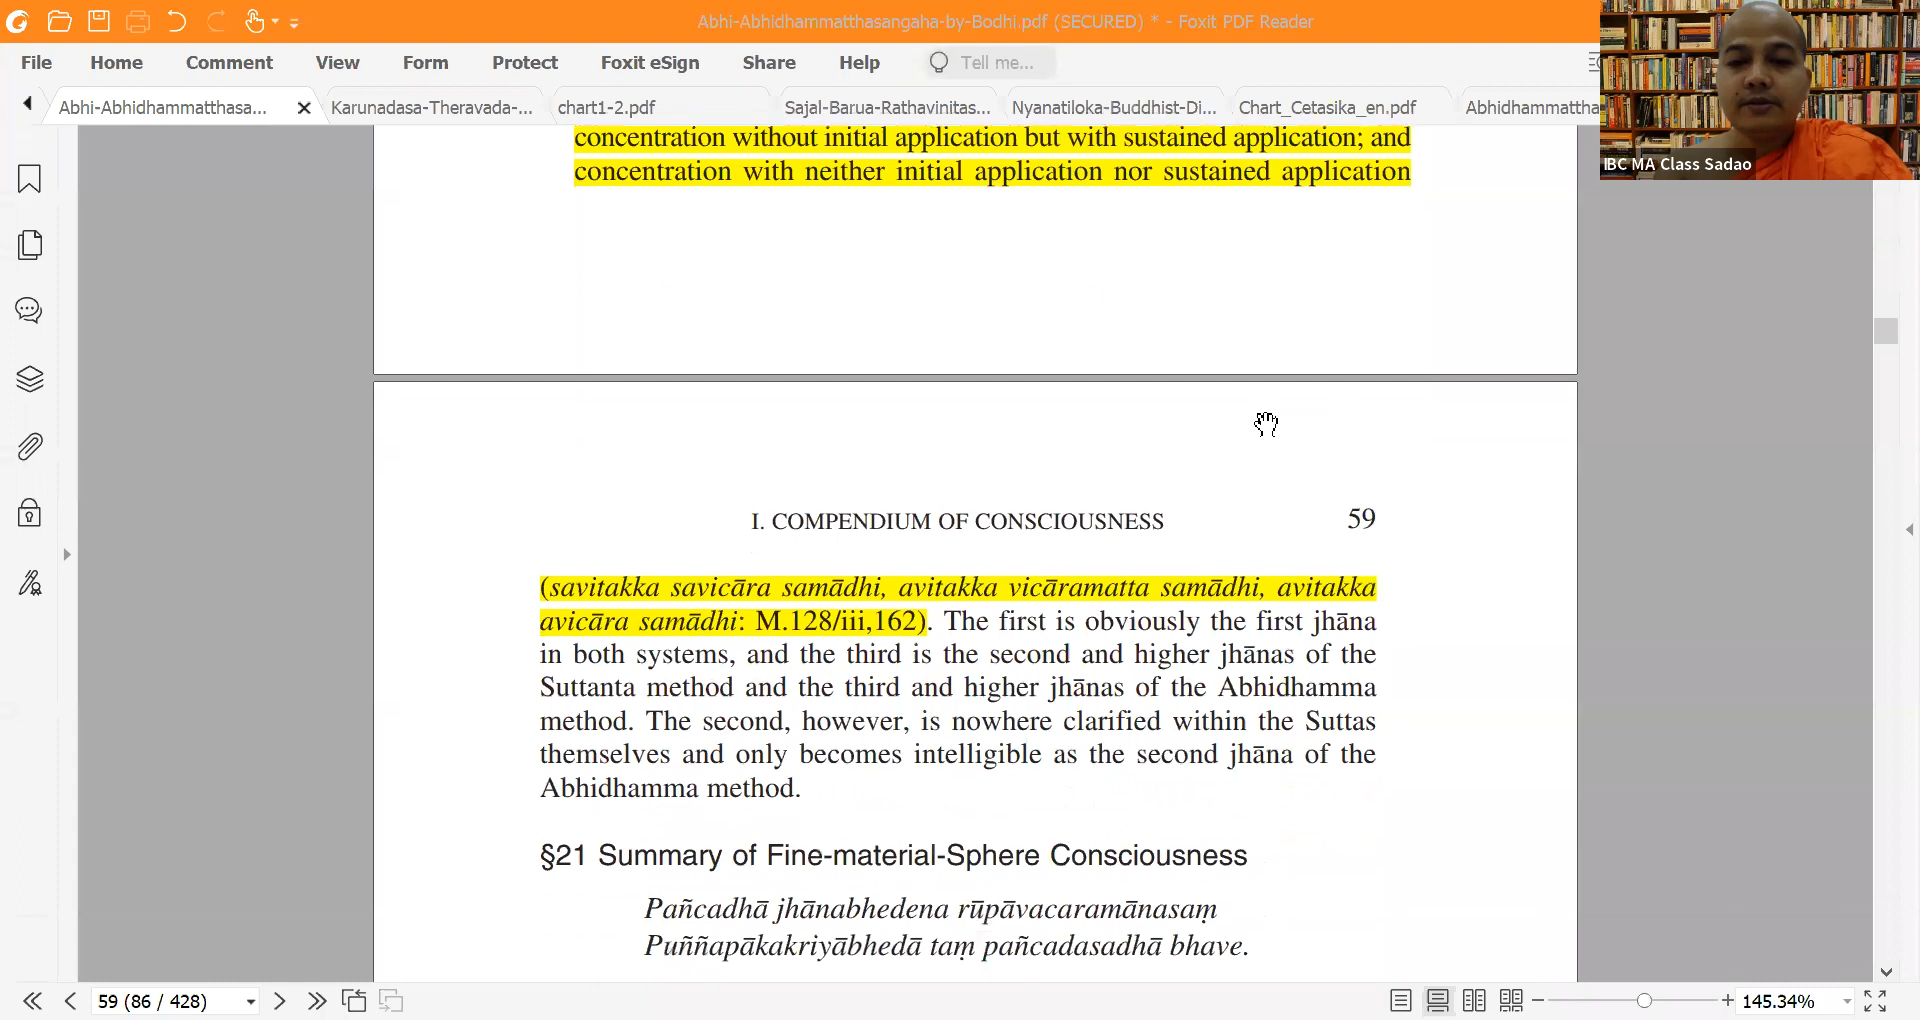 Abhi-Abhidhammatthasangaha-by-Bodhi.pdf (SECURED) * - Foxit PDF Reader
File Home Comment View Form Protect Foxit eSign Share Help Tell me...
Abhi-Abhidhammatthasa... Karunadasa-Theravada-... chart1-2.pdf Sajal-Barua-Rathavinitas... Nyanatiloka-Buddhist-Di... Chart_Cetasika_en.pdf Abhidhammattha
IBC MA Class Sadao
concentration without initial application but with sustained application; and
concentration with neither initial application nor sustained application
I. COMPENDIUM OF CONSCIOUSNESS 59
(savitakka savicāra samādhi, avitakka vicāramatta samādhi, avitakka
avicāra samādhi: M.128/iii,162). The first is obviously the first jhāna
in both systems, and the third is the second and higher jhānas of the
Suttanta method and the third and higher jhānas of the Abhidhamma
method. The second, however, is nowhere clarified within the Suttas
themselves and only becomes intelligible as the second jhāna of the
Abhidhamma method.
§21 Summary of Fine-material-Sphere Consciousness
Pañcadhā jhānabhedena rūpāvacaramānasaṃ
Puññapākakriyābhedā taṃ pañcadasadhā bhave.
59 (86 / 428) 145.34%